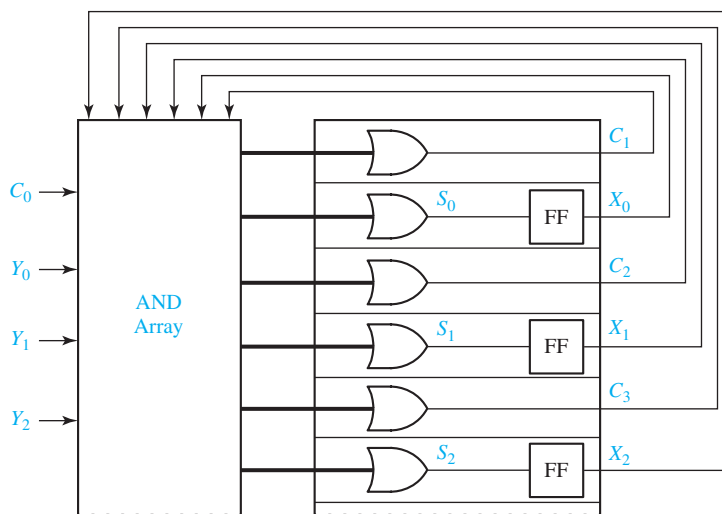 C₁
C₀
S₀ FF X₀
Y₀
C₂
AND
Array
Y₁
S₁ FF X₁
C₃
Y₂
S₂ FF X₂